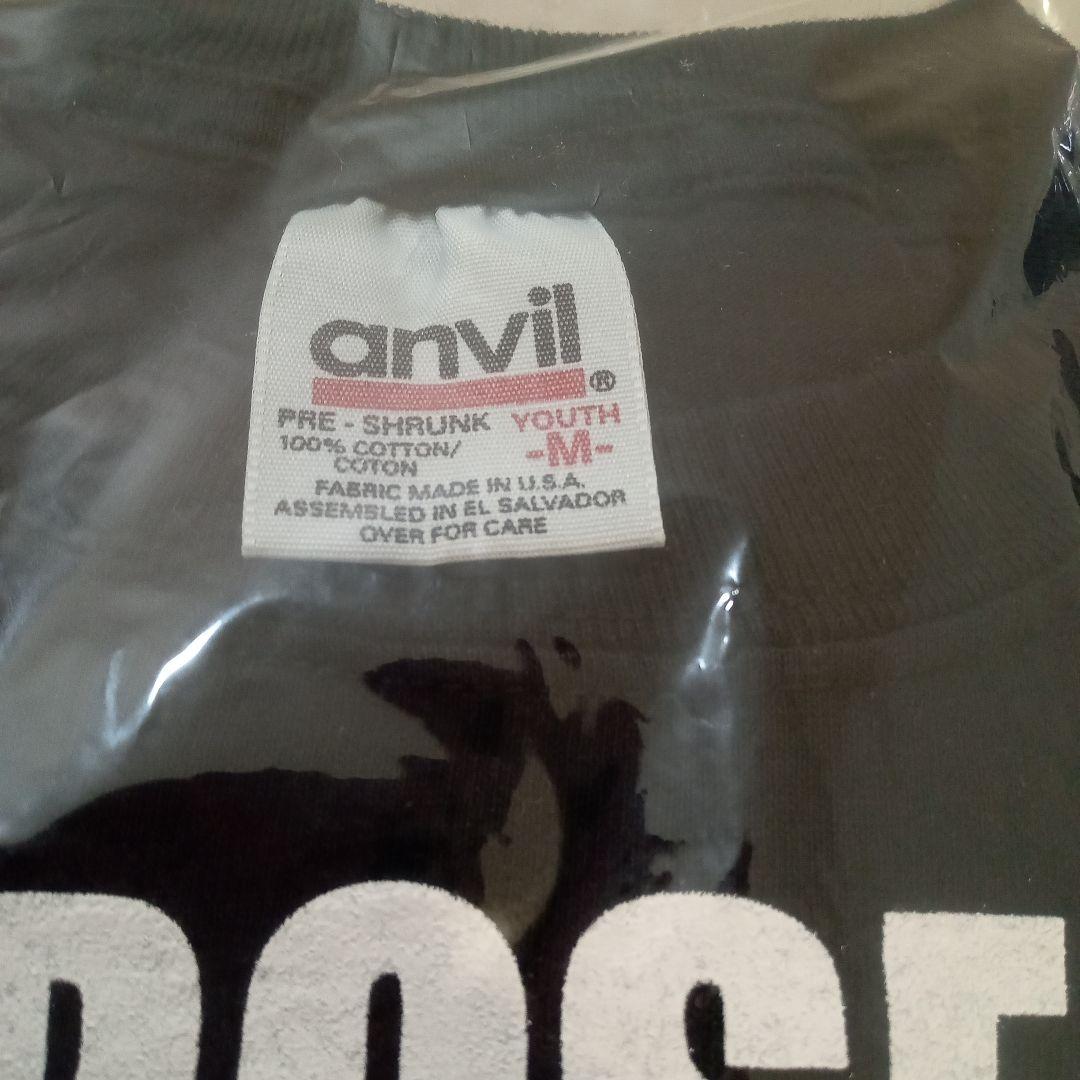 anvil ®
PRE - SHRUNK YOUTH
100% COTTON/ -M-
COTON
FABRIC MADE IN U.S.A.
ASSEMBLED IN EL SALVADOR
OVER FOR CARE